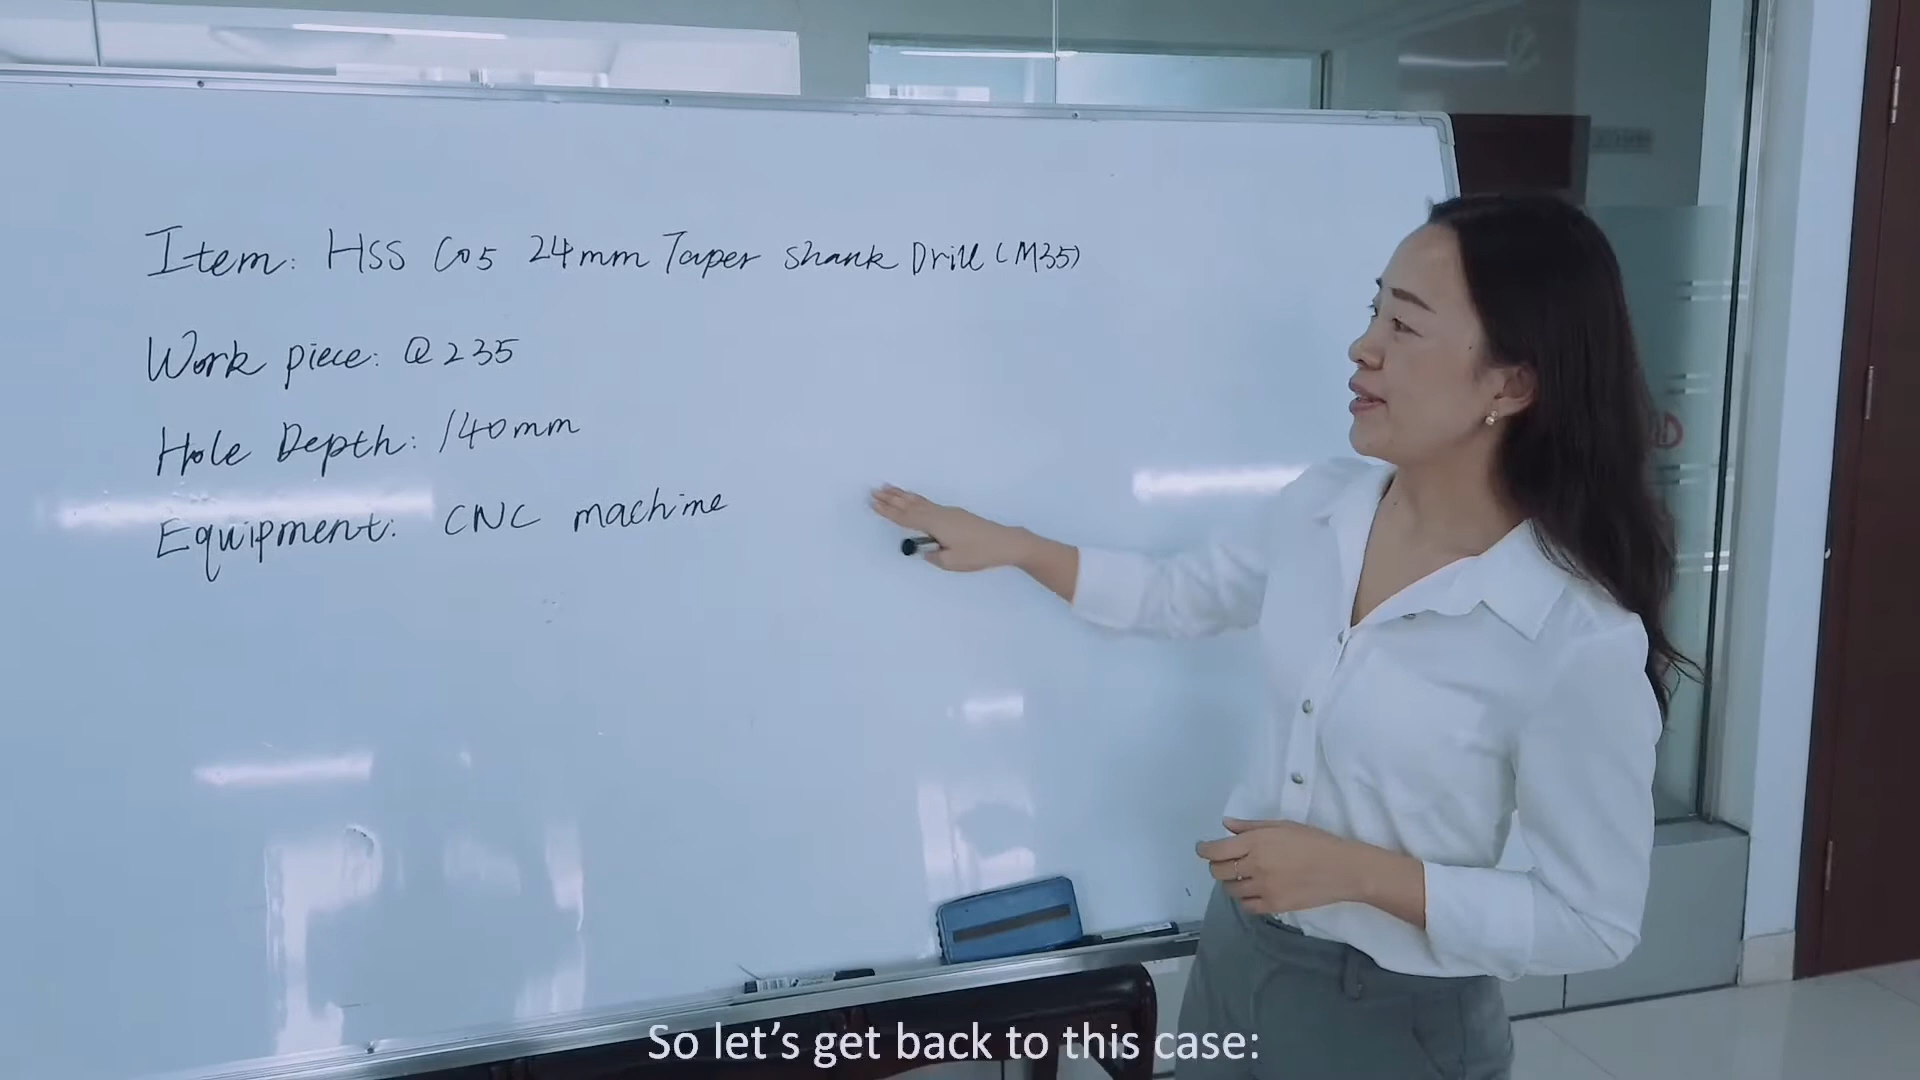 Item: HSS Co5 24mm Taper Shank Drill (M35)
Work piece: Q235
Hole Depth: 140mm
Equipment: CNC machine
So let's get back to this case: